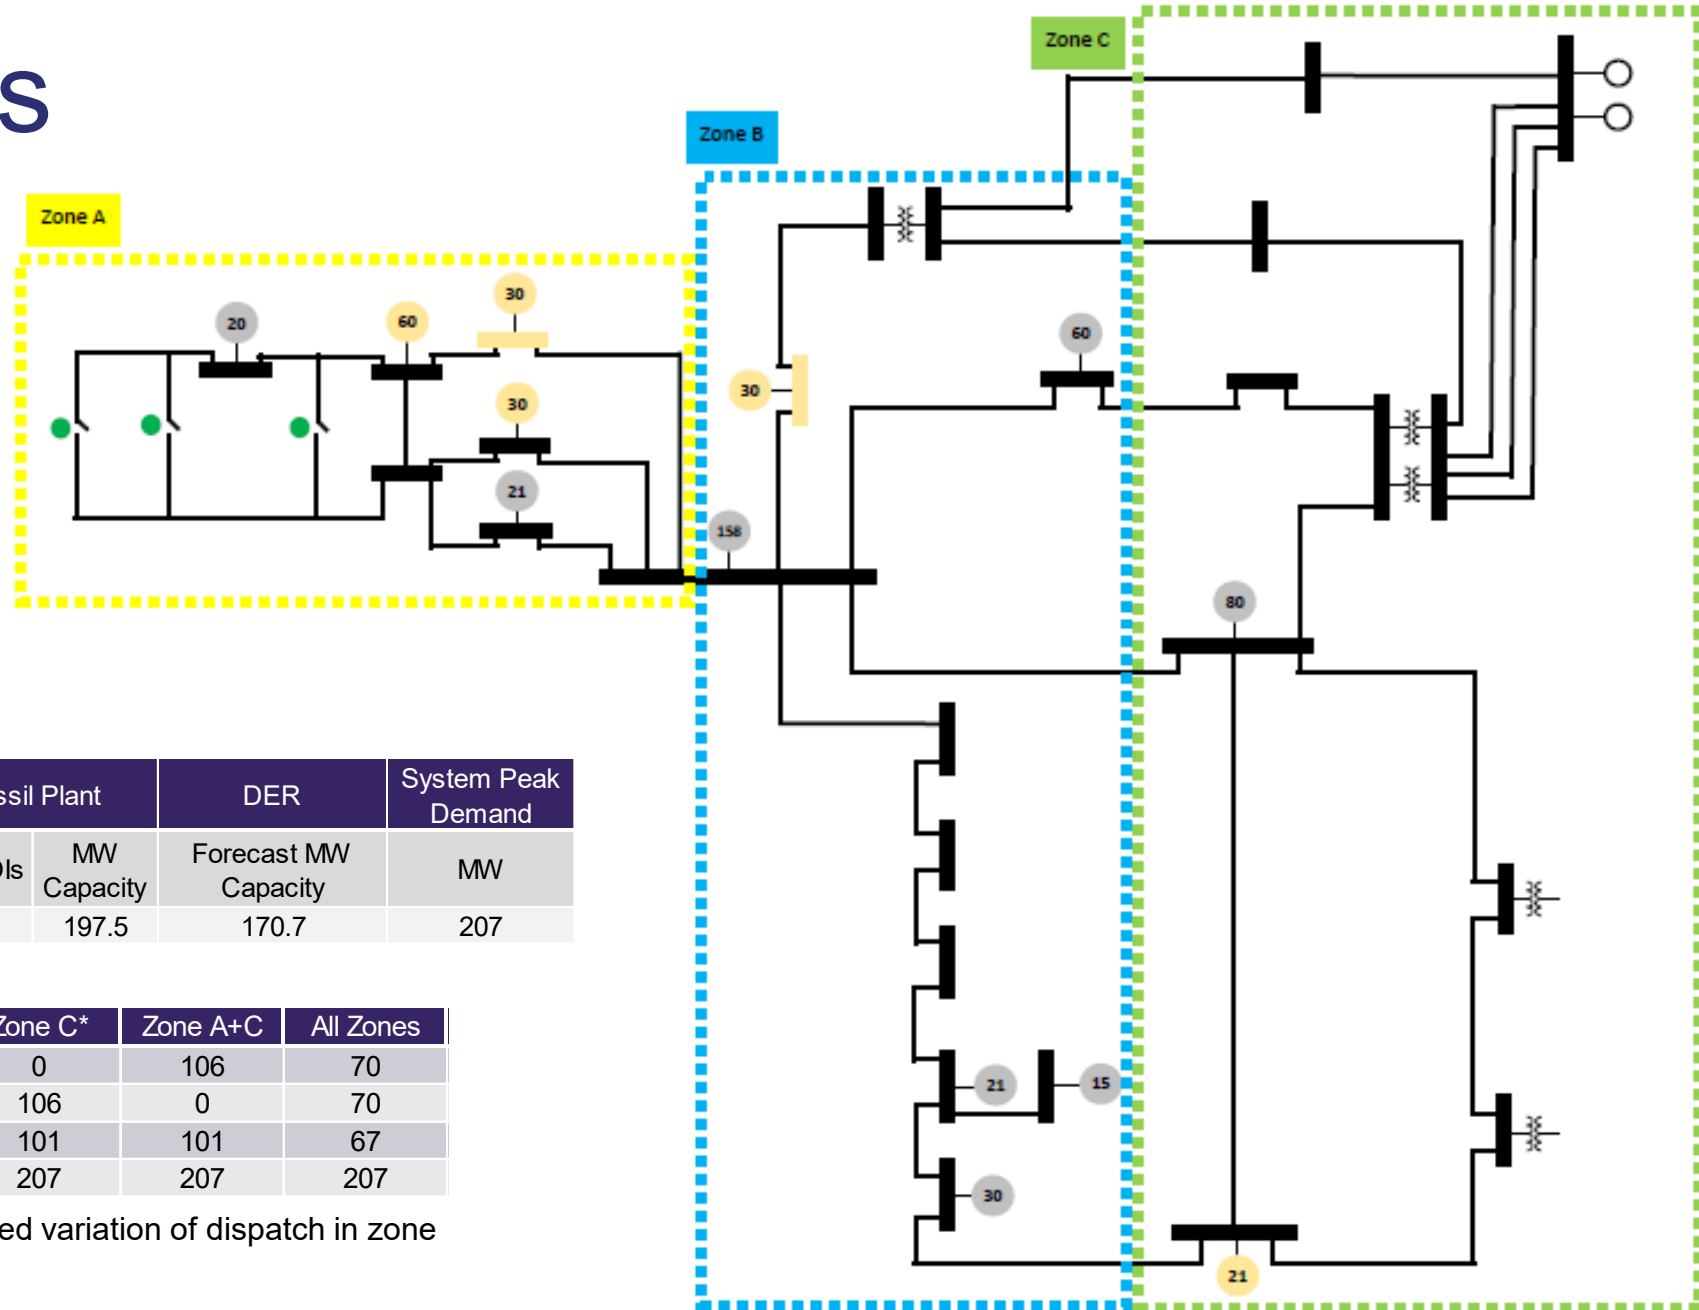 s
Zone C
Zone B
Zone A
30
20
60
60
30
30
21
158
80
System Peak
ssil Plant DER Demand
MW Forecast MW
Capacity Capacity MW
197.5 170.7 207
Zone C* Zone A+C All Zones
0 106 70
106 0 70
101 101 67
207 207 207
ed variation of dispatch in zone
21 15
30
21